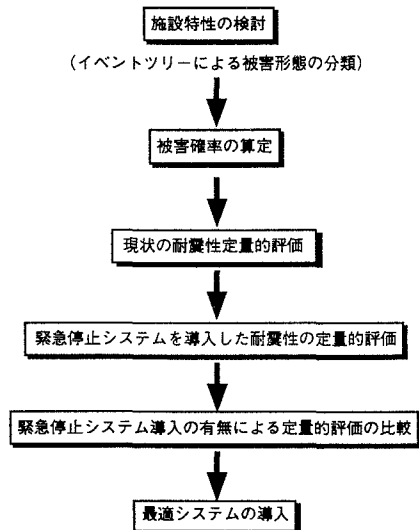 施設特性の検討
(イベントツリーによる被害形態の分類)
被害確率の算定
現状の耐震性定量的評価
緊急停止システムを導入した耐震性の定量的評価
緊急停止システム導入の有無による定量的評価の比較
最適システムの導入